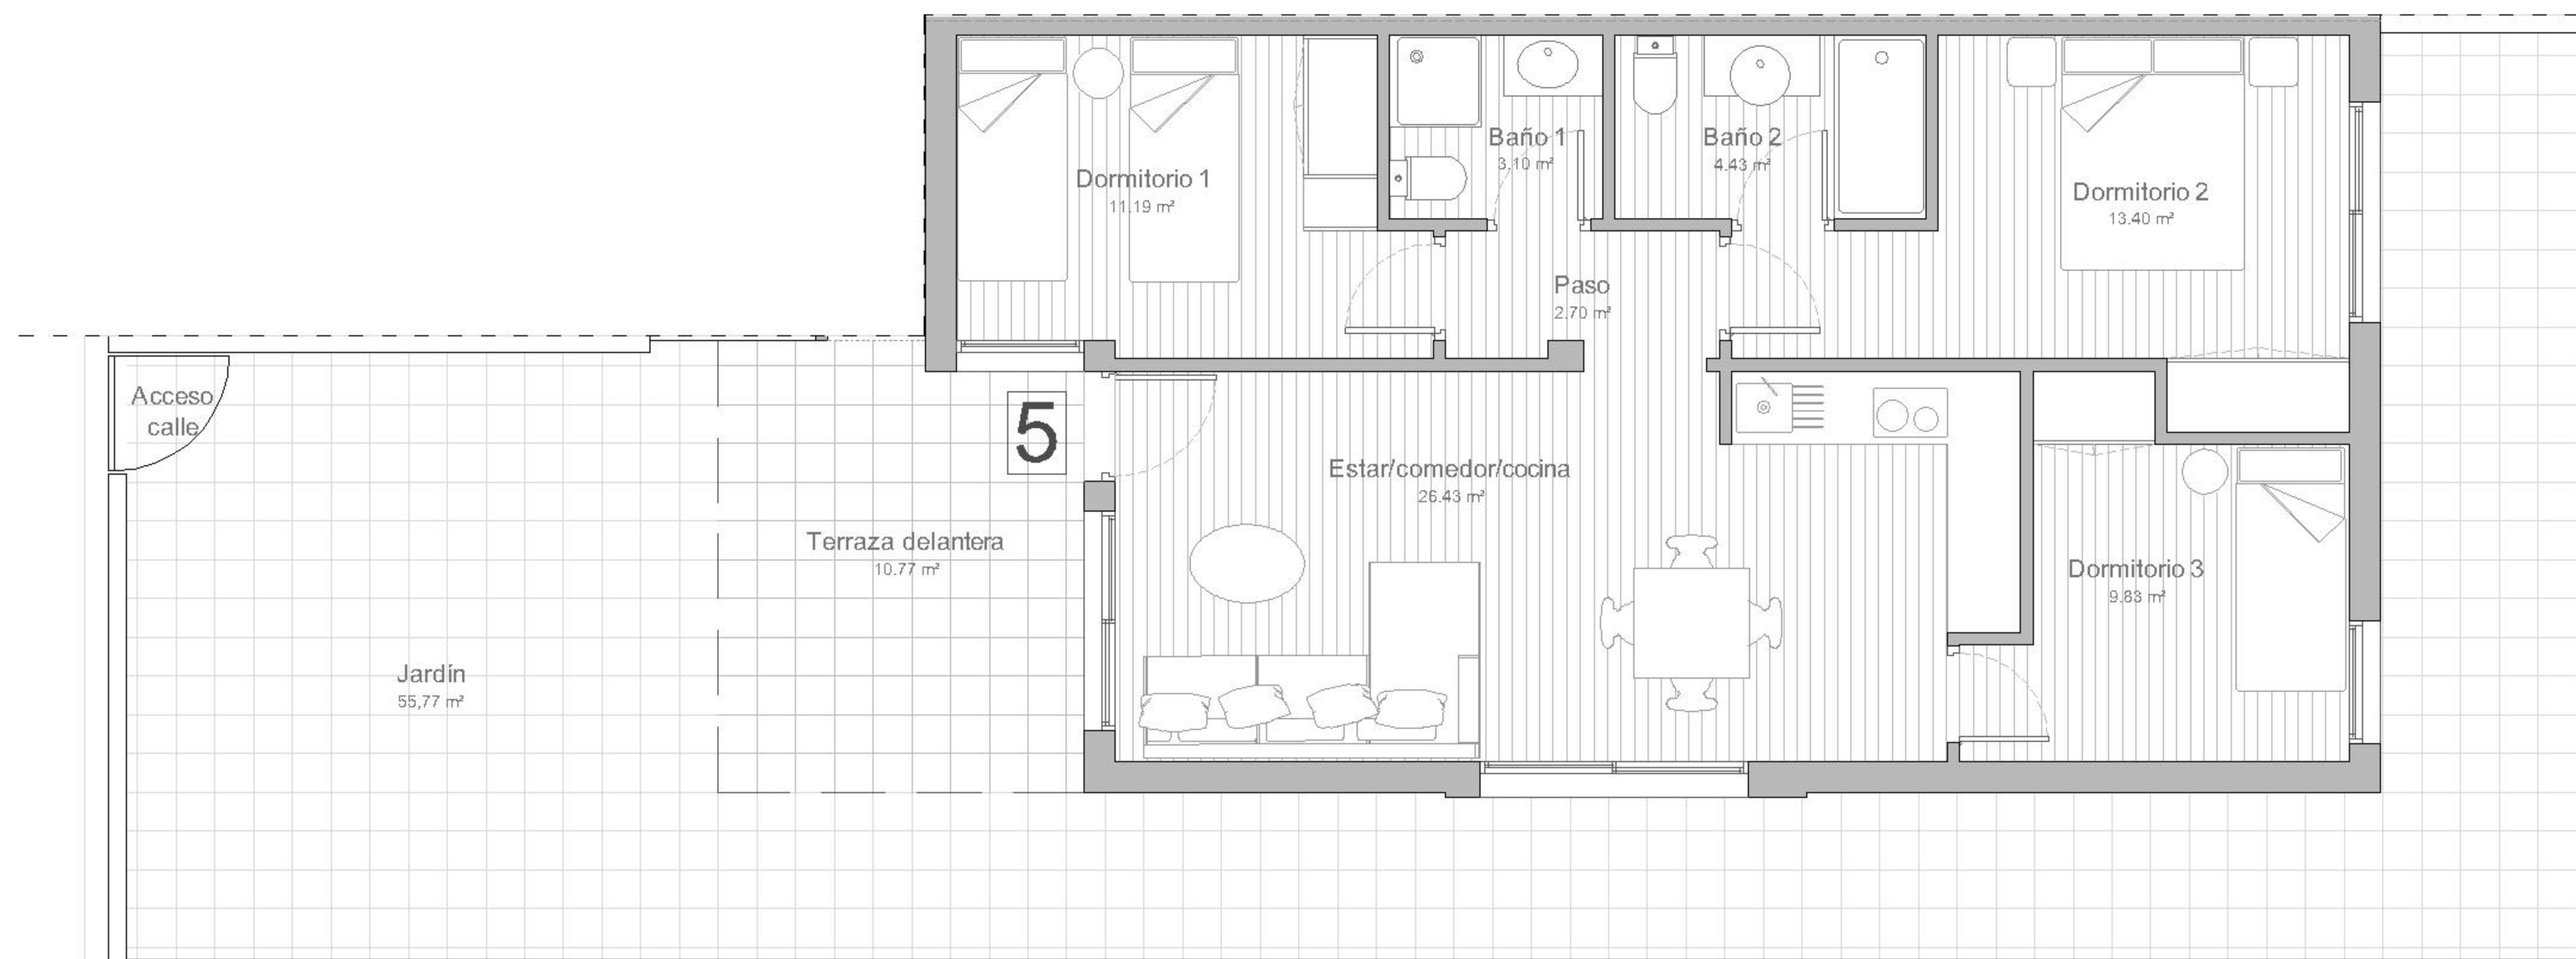 Dormitorio 1
11.19 m²
Baño 1
3.10 m²
Baño 2
4.43 m²
Dormitorio 2
13.40 m²
Paso
2.70 m²
Acceso
calle
5
Estar/comedor/cocina
26.43 m²
Terraza delantera
10.77 m²
Dormitorio 3
9.83 m²
Jardín
55,77 m²